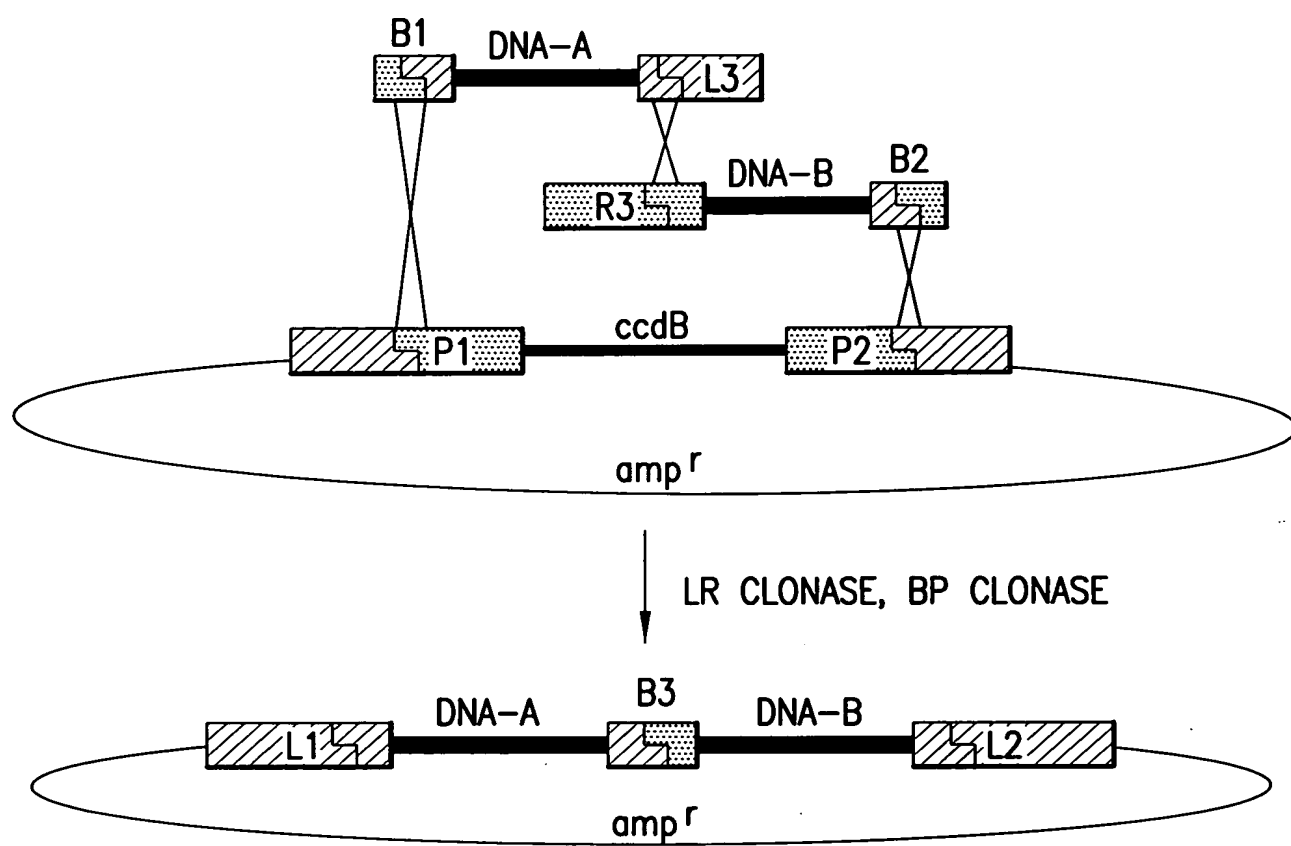 B1
DNA-A
L3
B2
DNA-B
R3
ccdB
P1
P2
amp r
LR CLONASE, BP CLONASE
B3
DNA-A
DNA-B
L1
L2
amp r